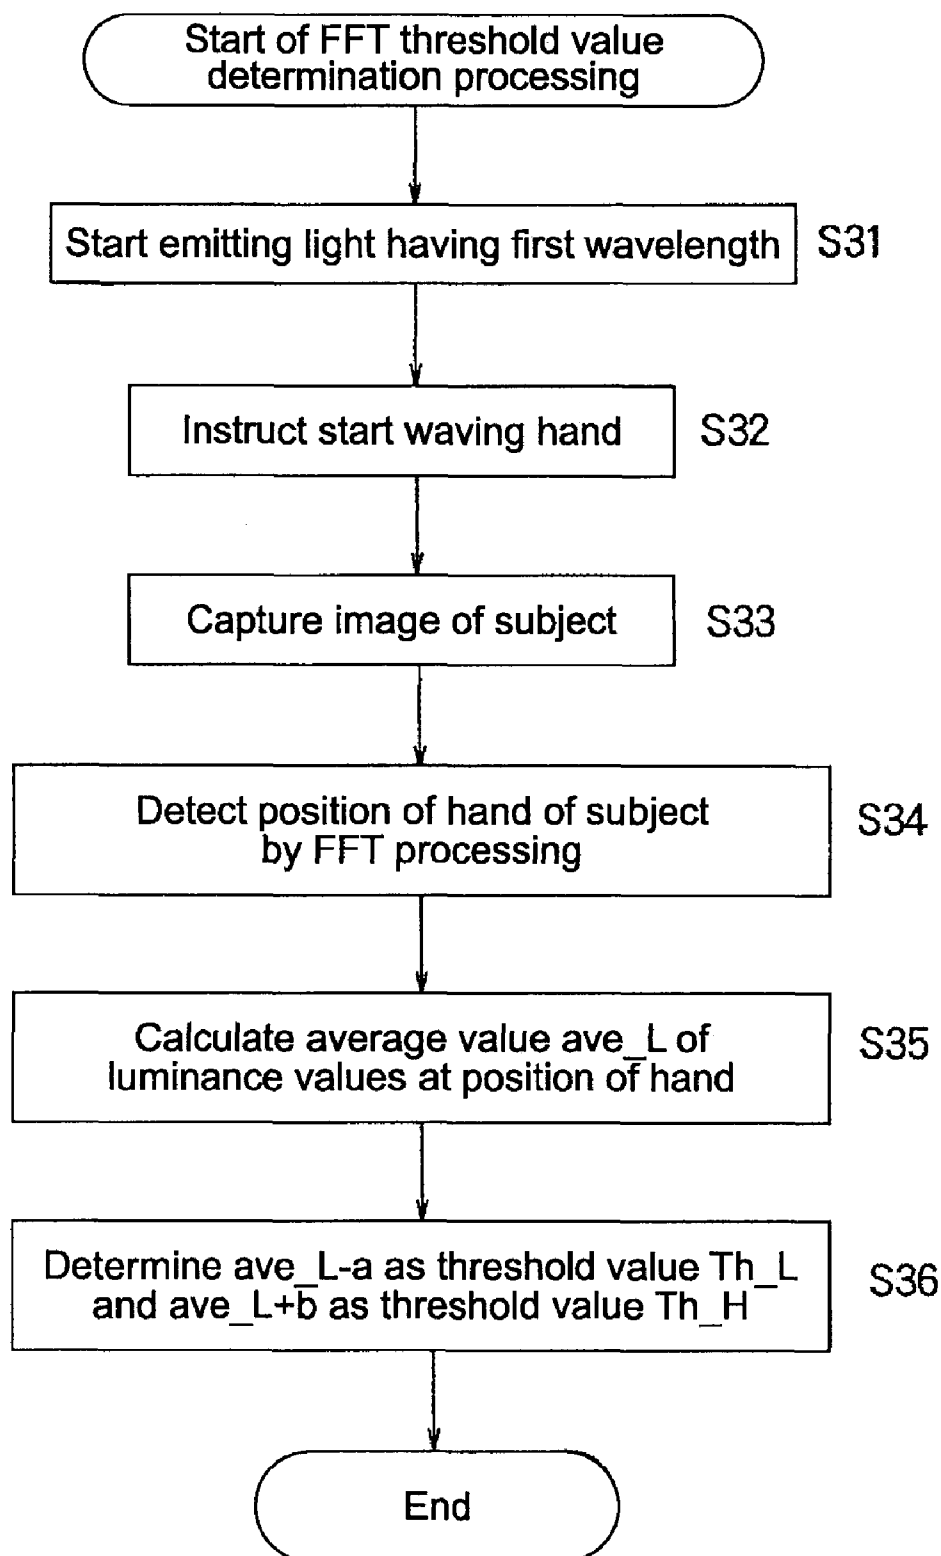 Start of FFT threshold value
determination processing
Start emitting light having first wavelength
S31
Instruct start waving hand
S32
Capture image of subject
S33
Detect position of hand of subject
by FFT processing
S34
Calculate average value ave_L of
luminance values at position of hand
S35
Determine ave_L-a as threshold value Th_L
and ave_L+b as threshold value Th_H
S36
End